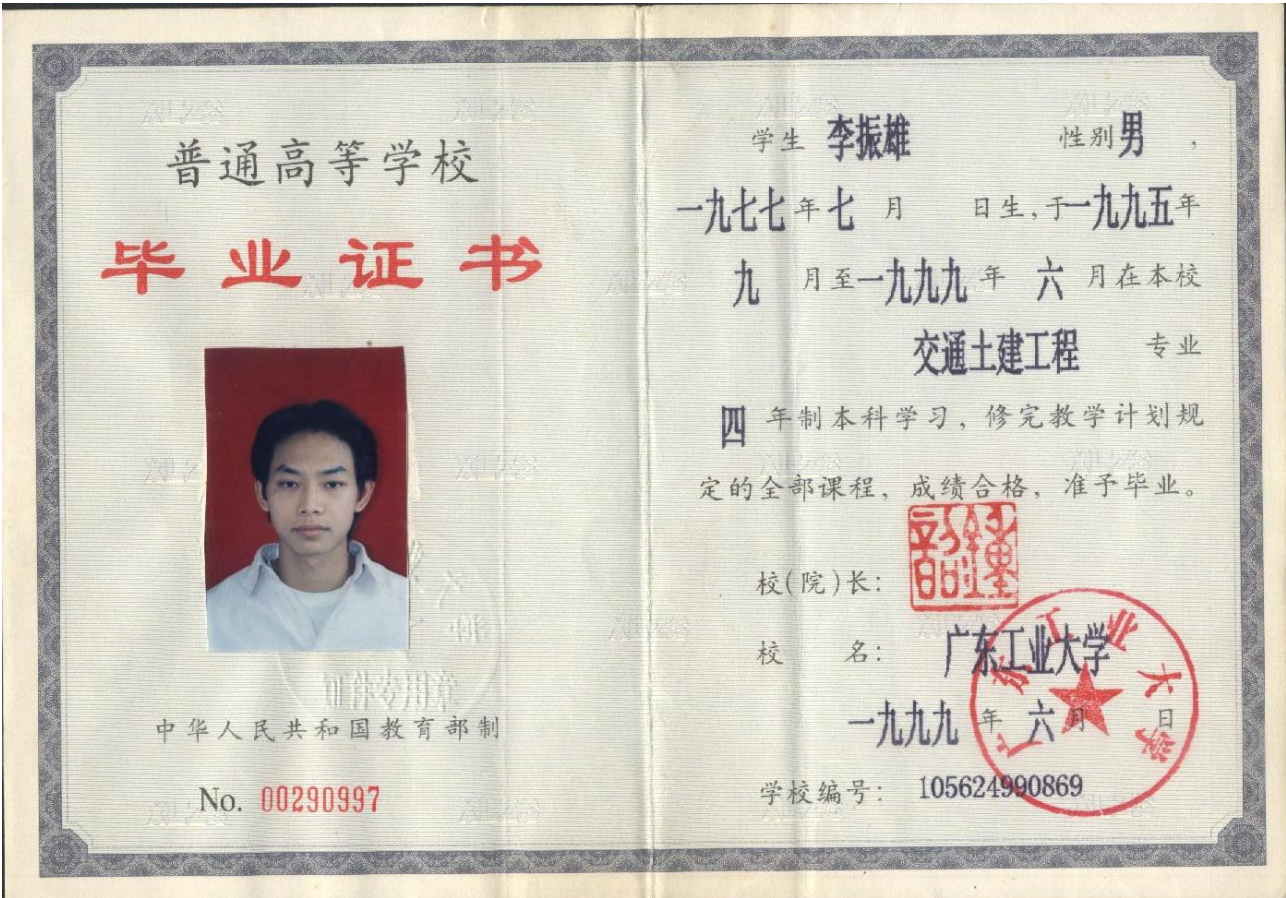 普通高等学校
毕业证书
中华人民共和国教育部制
No. 00290997
学生 李振雄 性别 男 ,
一九七七年七 月 日生,于一九九五年
九 月至一九九九年 六 月在本校
交通土建工程 专业
四 年制本科学习, 修完教学计划规
定的全部课程, 成绩合格, 准予毕业。
校(院)长:
校 名: 广东工业大学
一九九九 年 六月 日
学校编号: 105624990869
广东工业大学